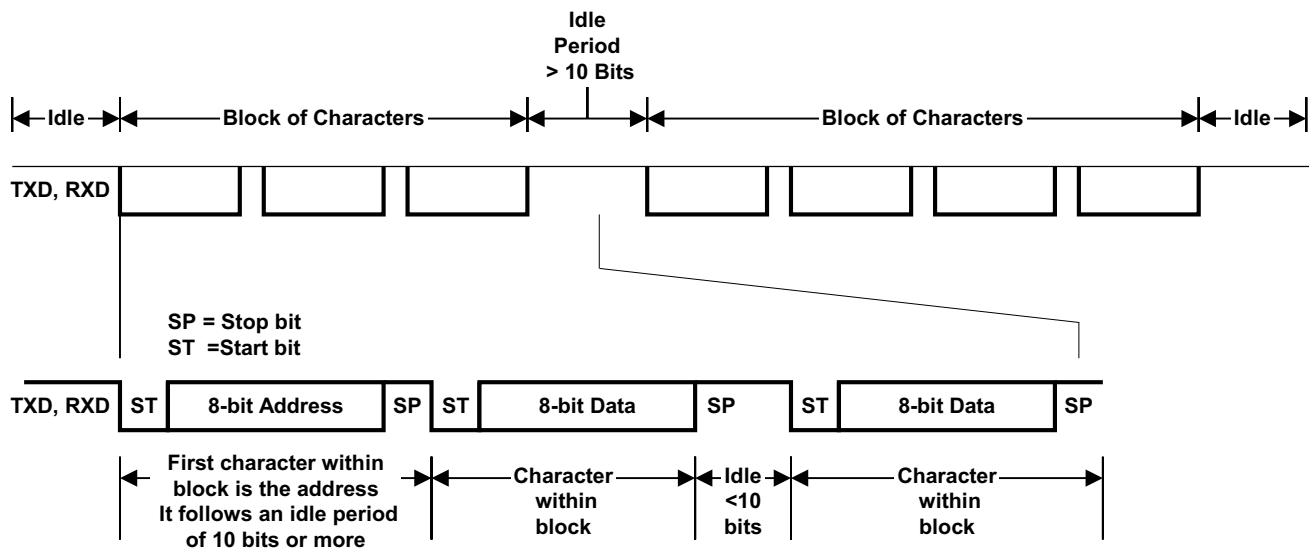 Idle
Period
> 10 Bits
Idle
Block of Characters
Block of Characters
Idle
TXD, RXD
SP = Stop bit
ST =Start bit
TXD, RXD
ST
8-bit Address
SP
ST
8-bit Data
SP
ST
8-bit Data
SP
First character within
block is the address
It follows an idle period
of 10 bits or more
Character
within
block
Idle
<10
bits
Character
within
block